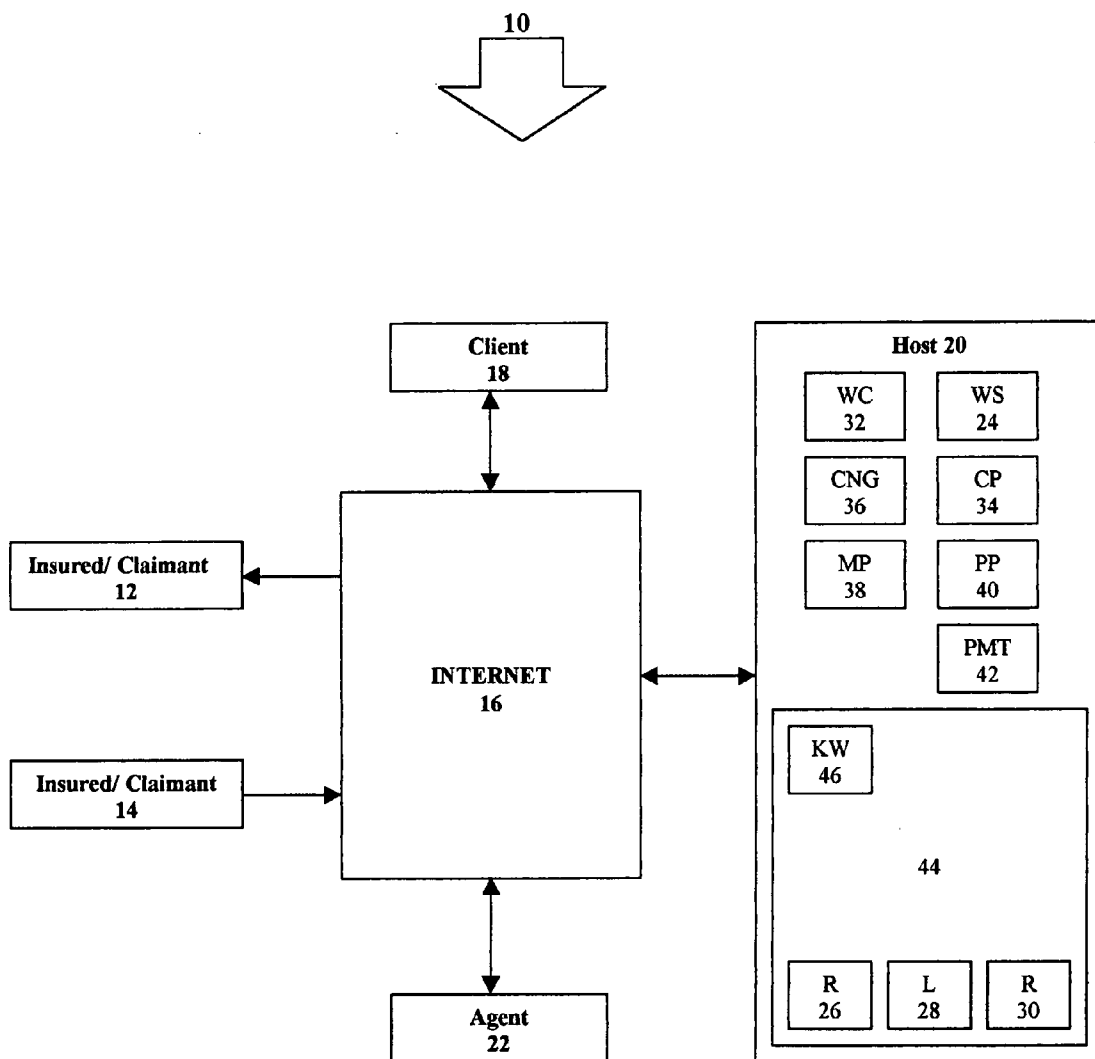 10
Client
18
Host 20
WC
32
WS
24
CNG
36
CP
34
Insured/ Claimant
12
MP
38
PP
40
INTERNET
16
PMT
42
KW
46
Insured/ Claimant
14
44
R
26
L
28
R
30
Agent
22